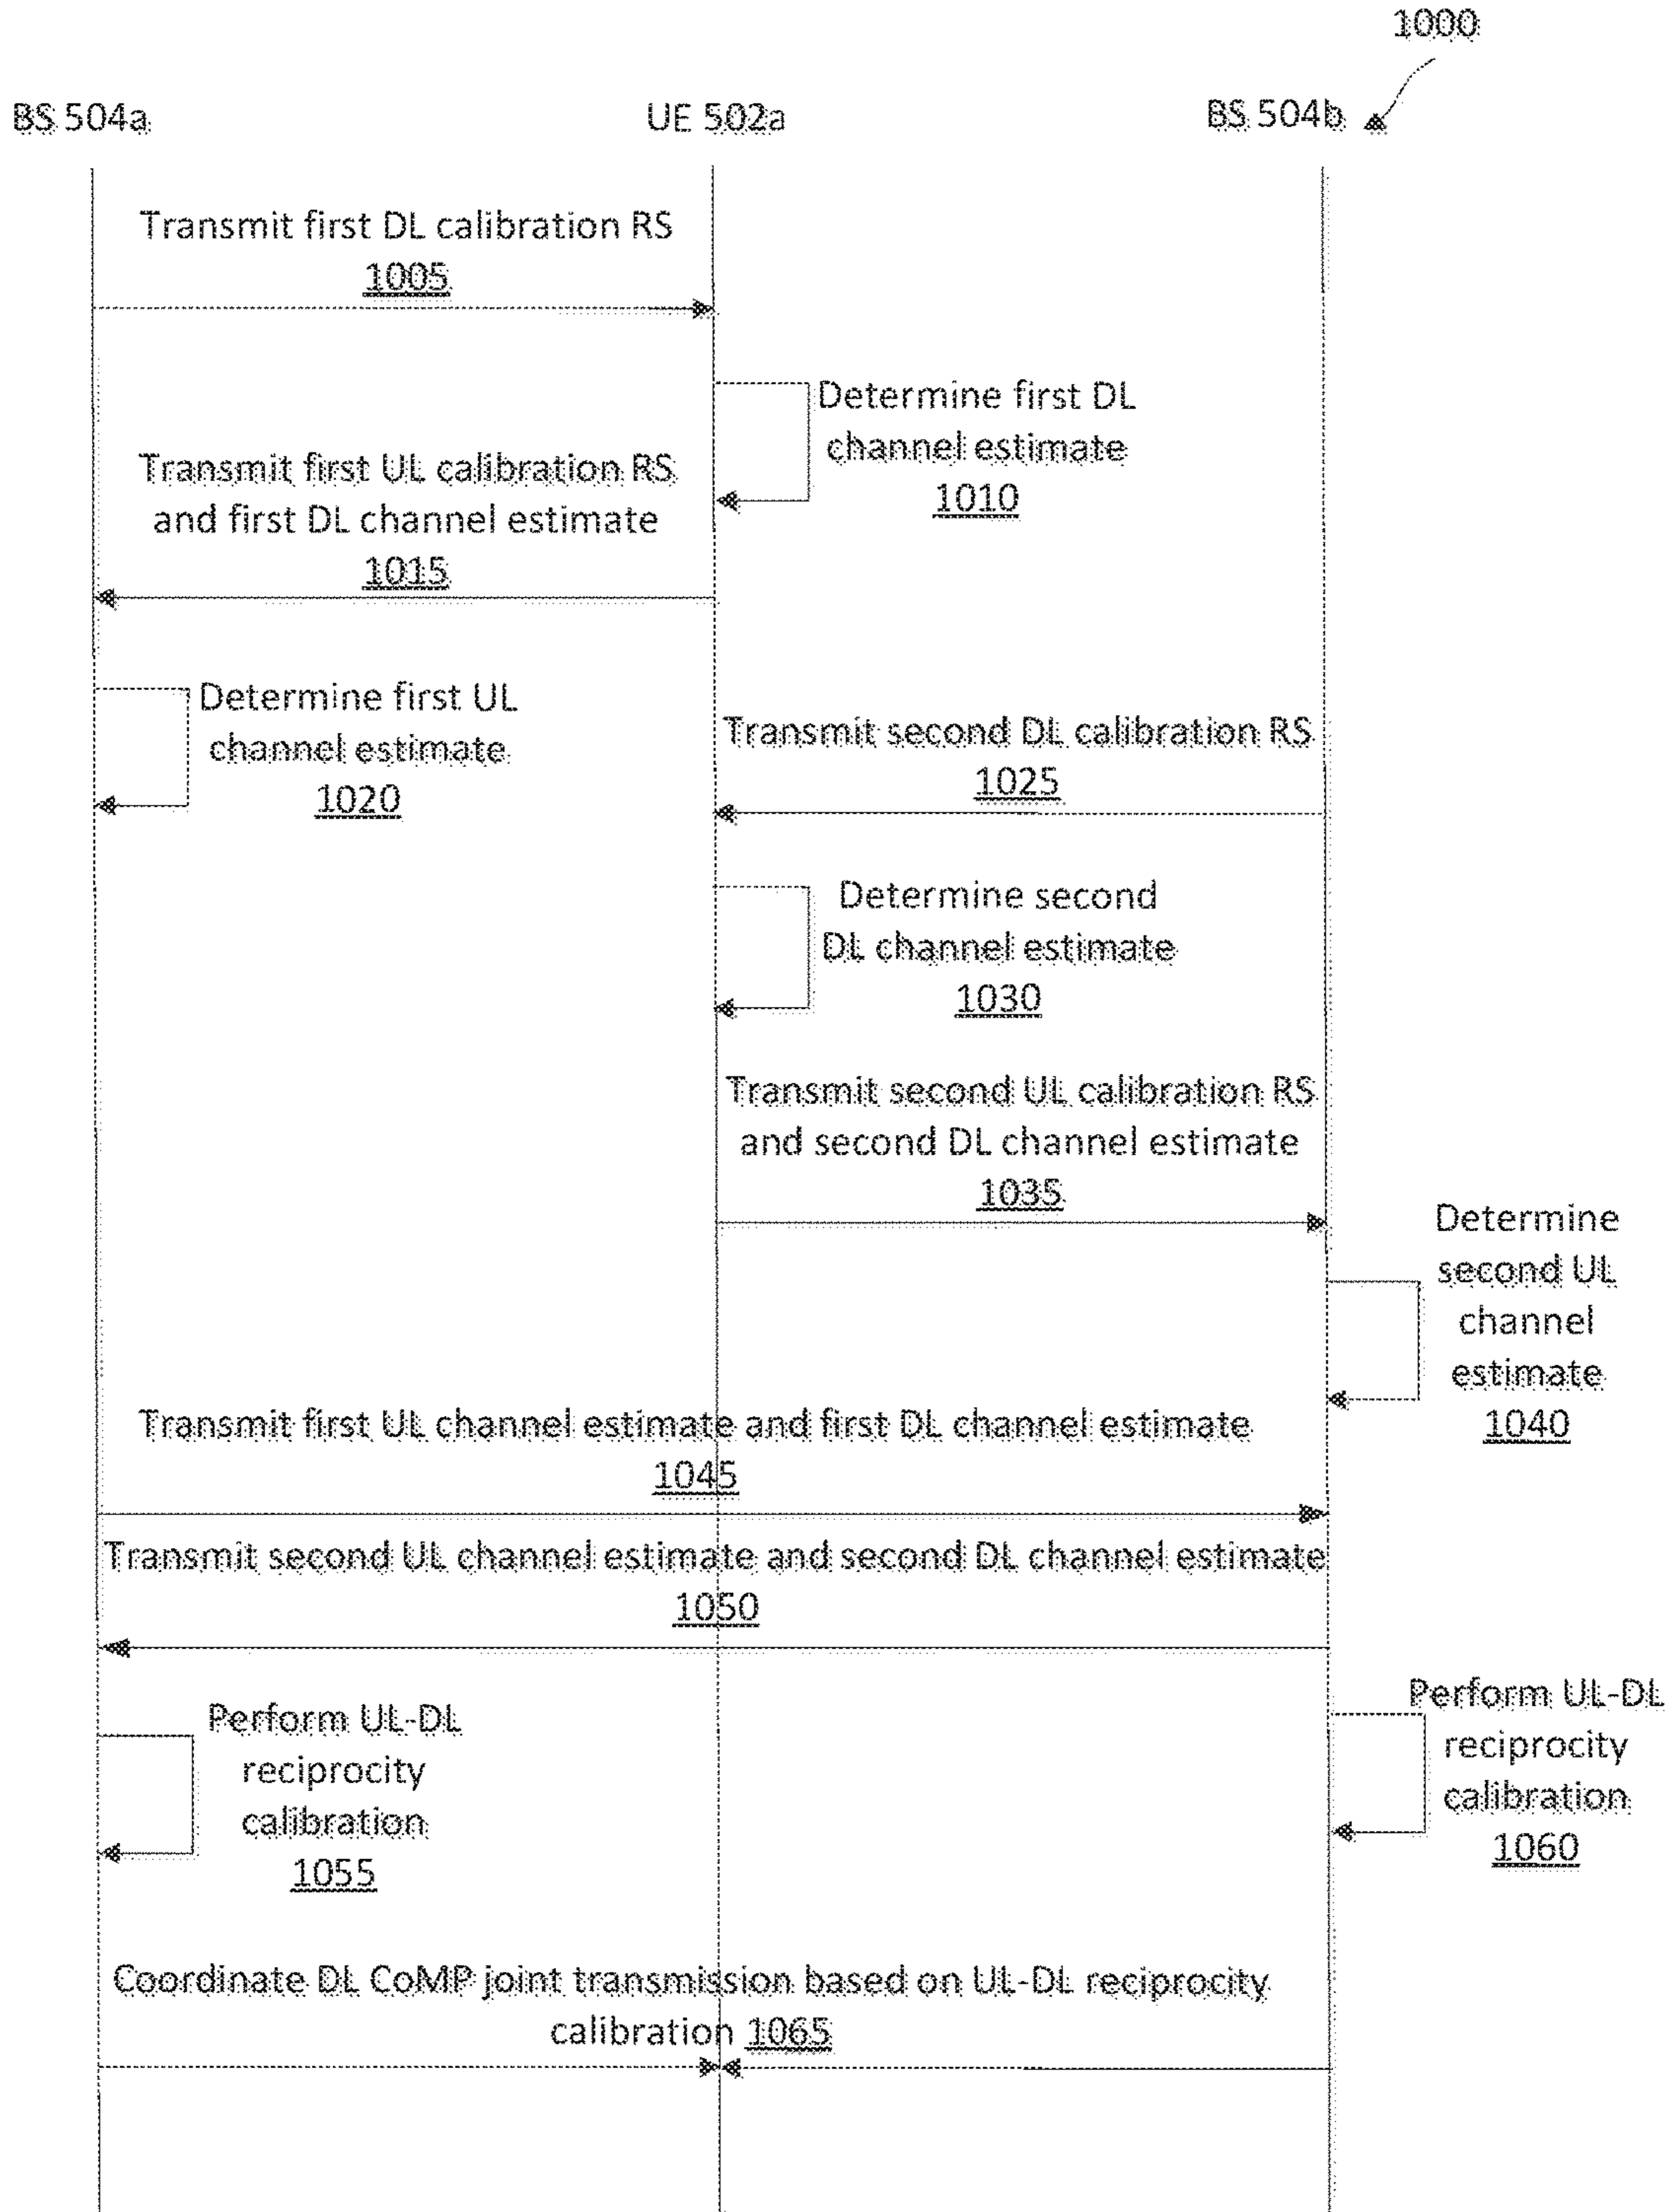 1000
BS 504a
UE 502a
BS 504b
Transmit first DL calibration RS
1005
Determine first DL
channel estimate
1010
Transmit first UL calibration RS
and first DL channel estimate
1015
Determine first UL
channel estimate
1020
Transmit second DL calibration RS
1025
Determine second
DL channel estimate
1030
Transmit second UL calibration RS
and second DL channel estimate
1035
Determine
second UL
channel
estimate
1040
Transmit first UL channel estimate and first DL channel estimate
1045
Transmit second UL channel estimate and second DL channel estimate
1050
Perform UL-DL
reciprocity
calibration
1055
Perform UL-DL
reciprocity
calibration
1060
Coordinate DL CoMP joint transmission based on UL-DL reciprocity
calibration 1065